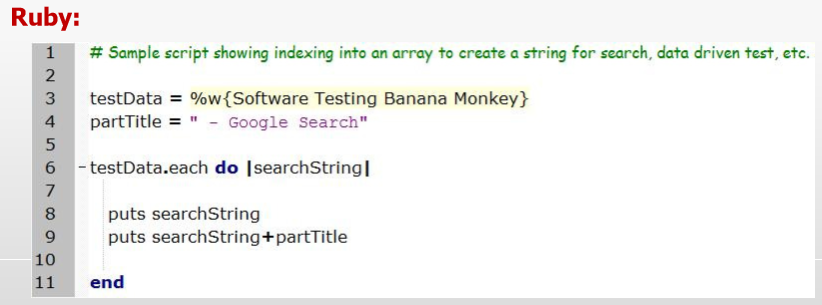 Ruby:
1 # Sample script showing indexing into an array to create a string for search, data driven test, etc.
2
3 testData = %w{Software Testing Banana Monkey}
4 partTitle = " - Google Search"
5
6 -testData.each do |searchString|
7
8 puts searchString
9 puts searchString+partTitle
10
11 end